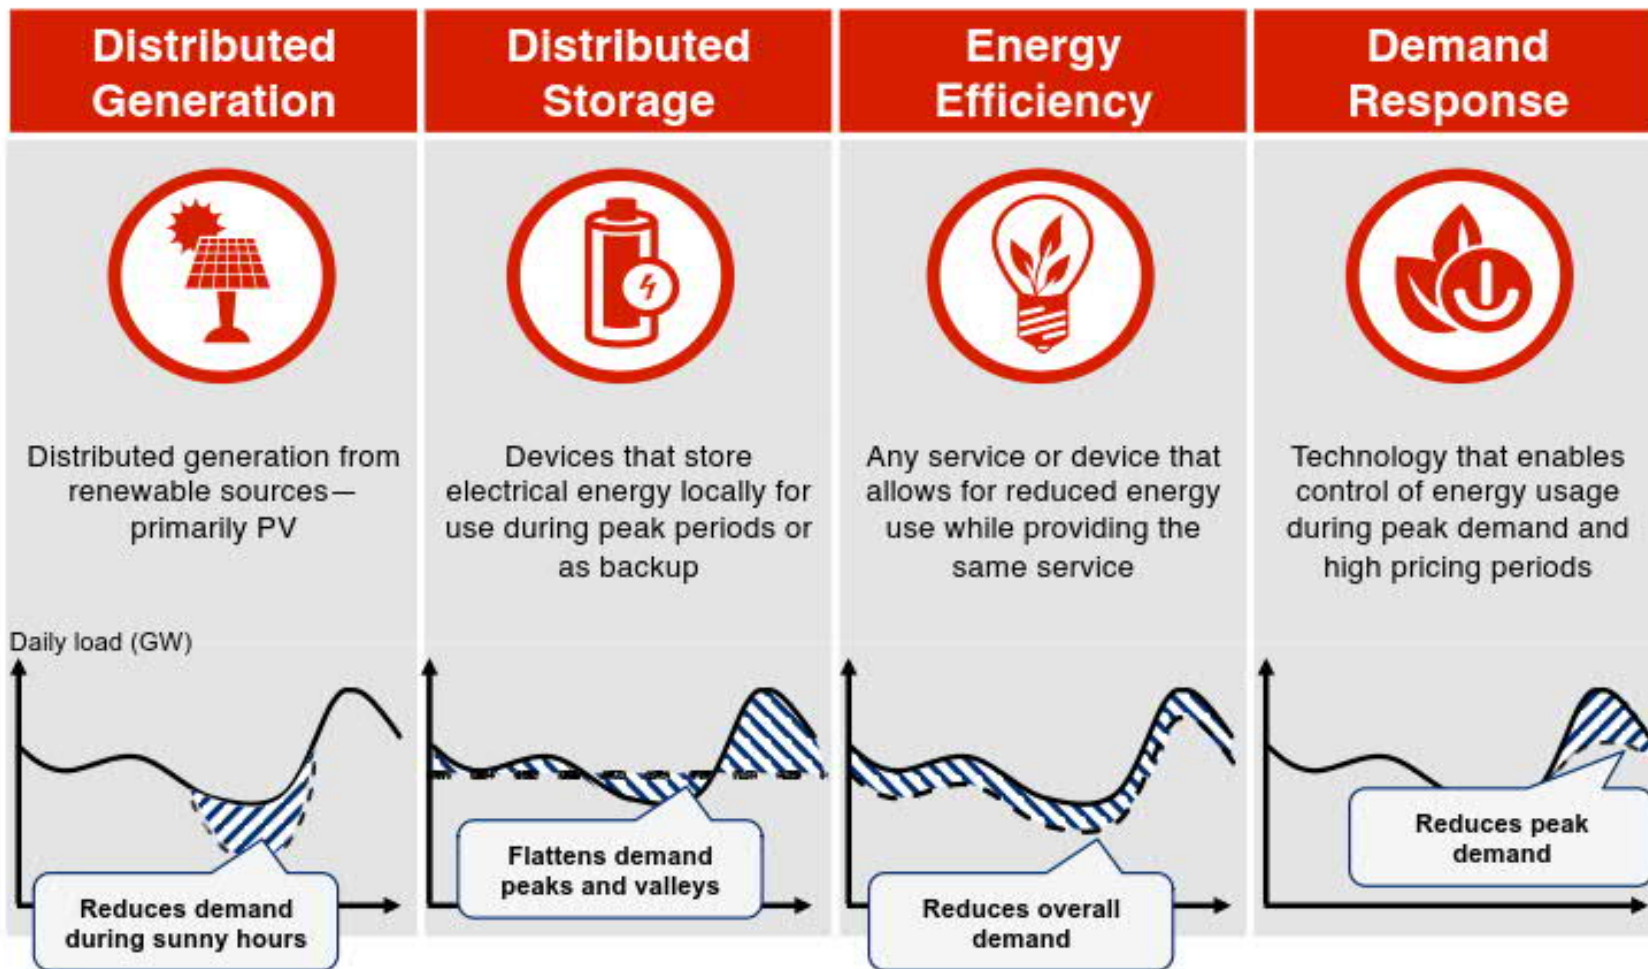 Distributed
Generation
Distributed
Storage
Energy
Efficiency
Demand
Response
Distributed generation from
renewable sources—
primarily PV
Devices that store
electrical energy locally for
use during peak periods or
as backup
Any service or device that
allows for reduced energy
use while providing the
same service
Technology that enables
control of energy usage
during peak demand and
high pricing periods
Daily load (GW)
Reduces demand
during sunny hours
Flattens demand
peaks and valleys
Reduces overall
demand
Reduces peak
demand